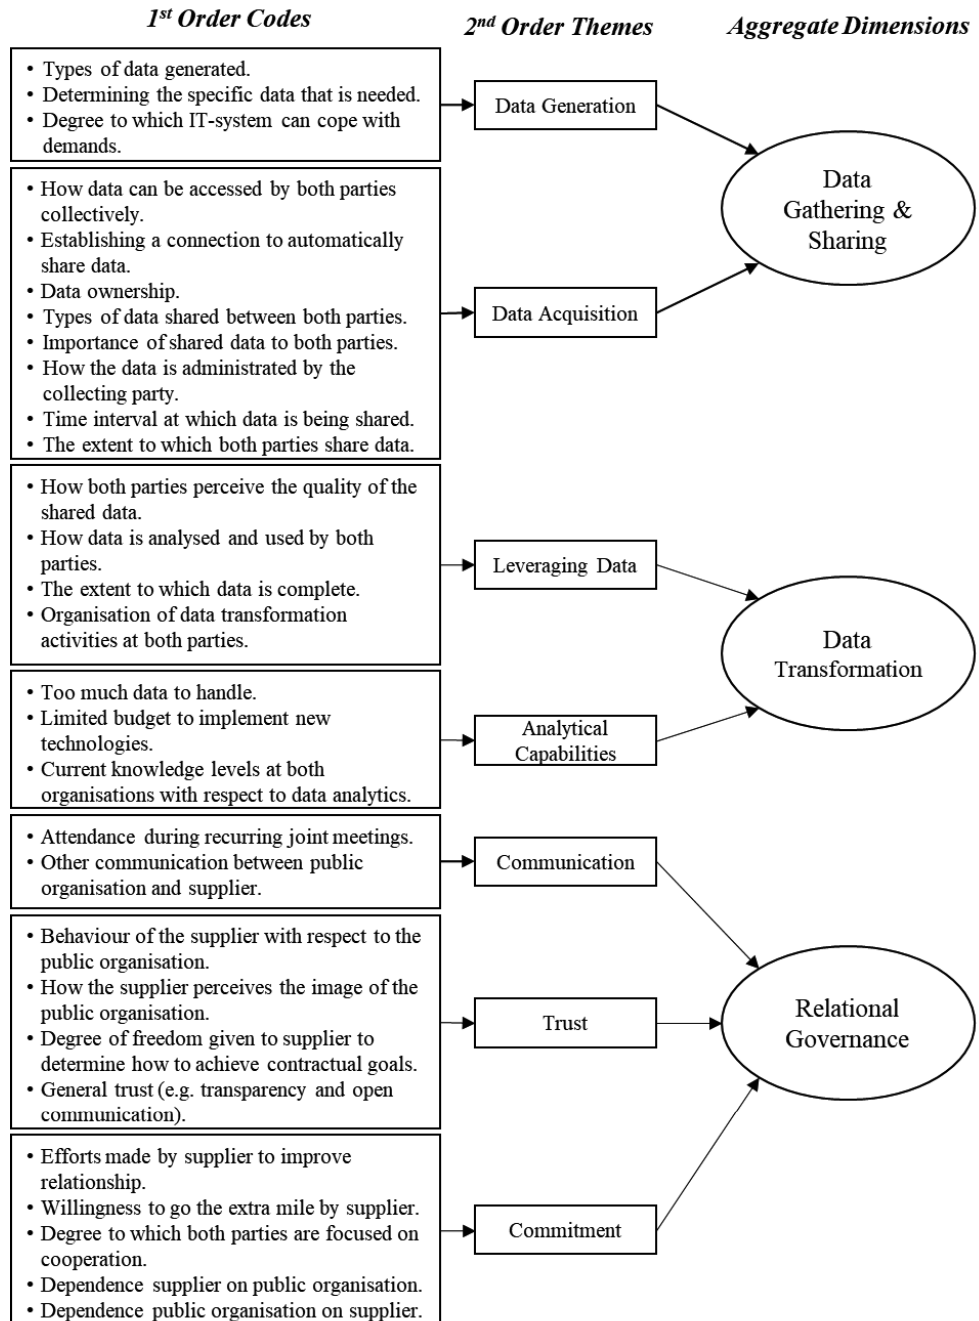 1st Order Codes
2nd Order Themes
Aggregate Dimensions
• Types of data generated.
• Determining the specific data that is needed.
• Degree to which IT-system can cope with
demands.
Data Generation
• How data can be accessed by both parties
collectively.
• Establishing a connection to automatically
share data.
• Data ownership.
• Types of data shared between both parties.
• Importance of shared data to both parties.
• How the data is administrated by the
collecting party.
• Time interval at which data is being shared.
• The extent to which both parties share data.
Data Acquisition
Data
Gathering &
Sharing
• How both parties perceive the quality of the
shared data.
• How data is analysed and used by both
parties.
• The extent to which data is complete.
• Organisation of data transformation
activities at both parties.
Leveraging Data
• Too much data to handle.
• Limited budget to implement new
technologies.
• Current knowledge levels at both
organisations with respect to data analytics.
Analytical
Capabilities
Data
Transformation
• Attendance during recurring joint meetings.
• Other communication between public
organisation and supplier.
Communication
• Behaviour of the supplier with respect to the
public organisation.
• How the supplier perceives the image of the
public organisation.
• Degree of freedom given to supplier to
determine how to achieve contractual goals.
• General trust (e.g. transparency and open
communication).
Trust
Relational
Governance
• Efforts made by supplier to improve
relationship.
• Willingness to go the extra mile by supplier.
• Degree to which both parties are focused on
cooperation.
• Dependence supplier on public organisation.
• Dependence public organisation on supplier.
Commitment